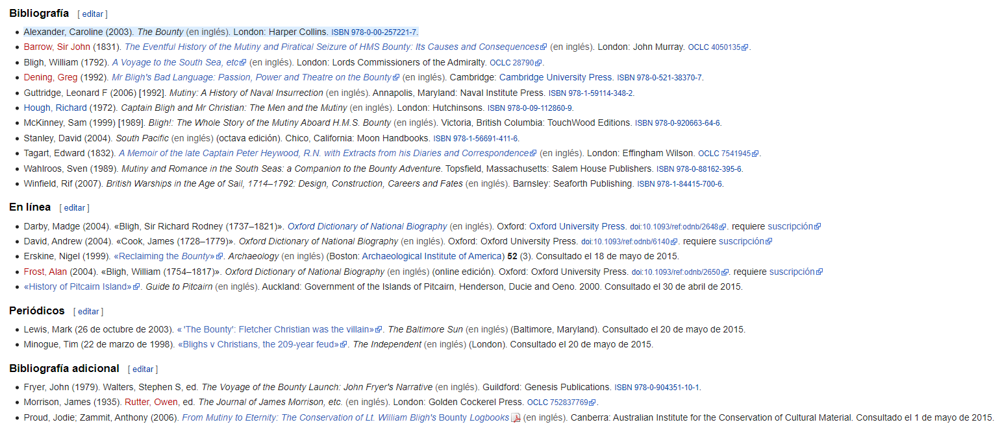 Bibliografía [ editar ]
Alexander, Caroline (2003). The Bounty (en inglés). London: Harper Collins. ISBN 978-0-00-257221-7.
Barrow, Sir John (1831). The Eventful History of the Mutiny and Piratical Seizure of HMS Bounty: Its Causes and Consequences (en inglés). London: John Murray. OCLC 4050135.
Bligh, William (1792). A Voyage to the South Sea, etc (en inglés). London: Lords Commissioners of the Admiralty. OCLC 28790.
Dening, Greg (1992). Mr Bligh's Bad Language: Passion, Power and Theatre on the Bounty (en inglés). Cambridge: Cambridge University Press. ISBN 978-0-521-38370-7.
Guttridge, Leonard F (2006) [1992]. Mutiny: A History of Naval Insurrection (en inglés). Annapolis, Maryland: Naval Institute Press. ISBN 978-1-59114-348-2.
Hough, Richard (1972). Captain Bligh and Mr Christian: The Men and the Mutiny (en inglés). London: Hutchinsons. ISBN 978-0-09-112860-9.
McKinney, Sam (1999) [1989]. Bligh!: The Whole Story of the Mutiny Aboard H.M.S. Bounty (en inglés). Victoria, British Columbia: TouchWood Editions. ISBN 978-0-920663-64-6.
Stanley, David (2004). South Pacific (en inglés) (octava edición). Chico, California: Moon Handbooks. ISBN 978-1-56691-411-6.
Tagart, Edward (1832). A Memoir of the late Captain Peter Heywood, R.N. with Extracts from his Diaries and Correspondence (en inglés). London: Effingham Wilson. OCLC 7541945.
Wahlroos, Sven (1989). Mutiny and Romance in the South Seas: a Companion to the Bounty Adventure. Topsfield, Massachusetts: Salem House Publishers. ISBN 978-0-88162-395-6.
Winfield, Rif (2007). British Warships in the Age of Sail, 1714–1792: Design, Construction, Careers and Fates (en inglés). Barnsley: Seaforth Publishing. ISBN 978-1-84415-700-6.
En línea [ editar ]
Darby, Madge (2004). «Bligh, Sir Richard Rodney (1737–1821)». Oxford Dictionary of National Biography (en inglés). Oxford: Oxford University Press. doi:10.1093/ref:odnb/2648. requiere suscripción
David, Andrew (2004). «Cook, James (1728–1779)». Oxford Dictionary of National Biography (en inglés). Oxford: Oxford University Press. doi:10.1093/ref:odnb/6140. requiere suscripción
Erskine, Nigel (1999). «Reclaiming the Bounty». Archaeology (en inglés) (Boston: Archaeological Institute of America) 52 (3). Consultado el 18 de mayo de 2015.
Frost, Alan (2004). «Bligh, William (1754–1817)». Oxford Dictionary of National Biography (en inglés) (online edición). Oxford: Oxford University Press. doi:10.1093/ref:odnb/2650. requiere suscripción
«History of Pitcairn Island». Guide to Pitcairn (en inglés). Auckland: Government of the Islands of Pitcairn, Henderson, Ducie and Oeno. 2000. Consultado el 30 de abril de 2015.
Periódicos [ editar ]
Lewis, Mark (26 de octubre de 2003). « 'The Bounty': Fletcher Christian was the villain». The Baltimore Sun (en inglés) (Baltimore, Maryland). Consultado el 20 de mayo de 2015.
Minogue, Tim (22 de marzo de 1998). «Blighs v Christians, the 209-year feud». The Independent (en inglés) (London). Consultado el 20 de mayo de 2015.
Bibliografía adicional [ editar ]
Fryer, John (1979). Walters, Stephen S, ed. The Voyage of the Bounty Launch: John Fryer's Narrative (en inglés). Guildford: Genesis Publications. ISBN 978-0-904351-10-1.
Morrison, James (1935). Rutter, Owen, ed. The Journal of James Morrison, etc. (en inglés). London: Golden Cockerel Press. OCLC 752837769.
Proud, Jodie; Zammit, Anthony (2006). From Mutiny to Eternity: The Conservation of Lt. William Bligh's Bounty Logbooks (en inglés). Canberra: Australian Institute for the Conservation of Cultural Material. Consultado el 1 de mayo de 2015.